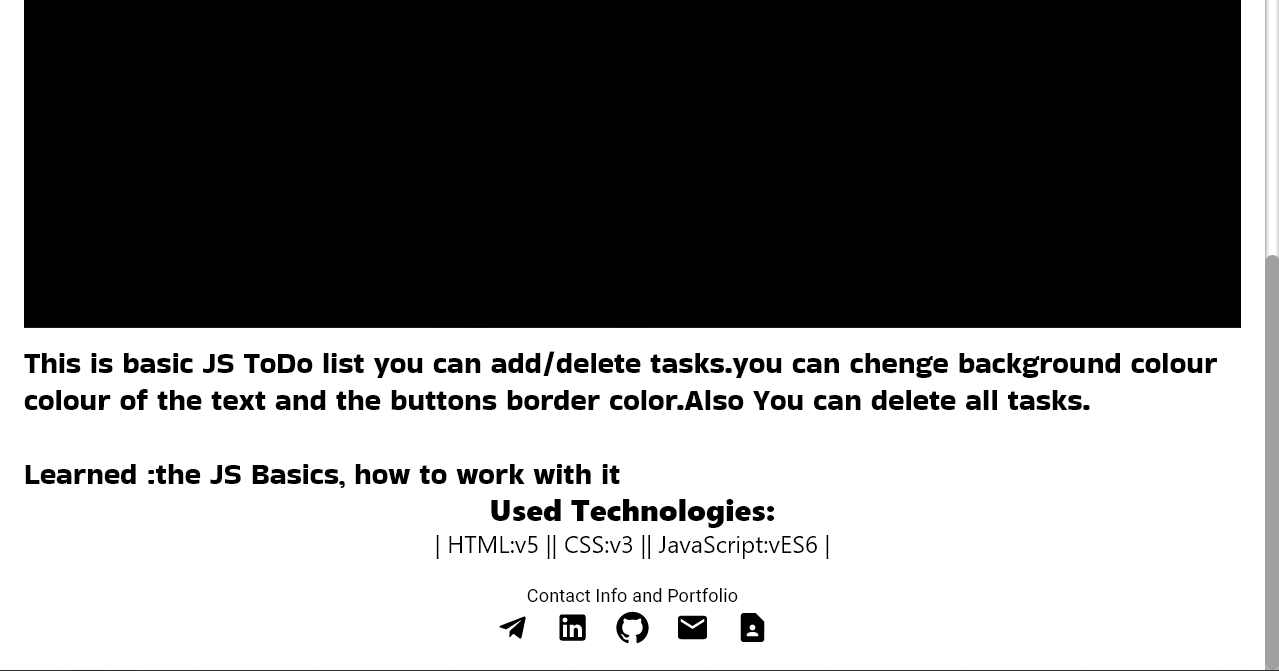 This is basic JS ToDo list you can add/delete tasks.you can chenge background colour
colour of the text and the buttons border color.Also You can delete all tasks.
Learned :the JS Basics, how to work with it
Used Technologies:
| HTML:v5 || CSS:v3 || JavaScript:vES6 |
Contact Info and Portfolio
in